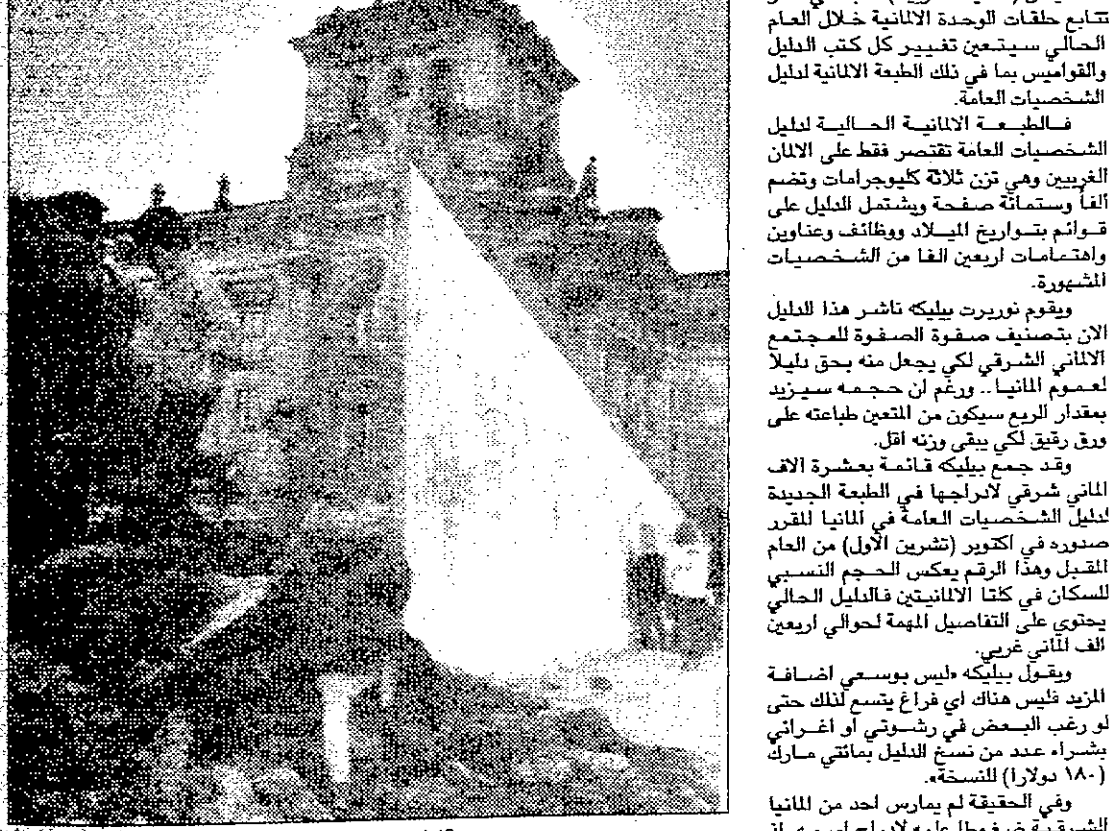 تتابع حلقات الوحدة الالمانية خلال العام
الحالي سيتعين تغيير كل كتب الدليل
والقواميس بما في ذلك الطبعة الالمانية لدليل
الشخصيات العامة.
فالطبعة الالمانية الحالية لدليل
الشخصيات العامة تقتصر فقط على الالمان
الغربيين وهي تزن ثلاثة كليوجرامات وتضم
ألفاً وستمائة صفحة ويشتمل الدليل على
قوائم بتواريخ الميلاد ووظائف وعناوين
واهتمامات اربعين الفا من الشخصيات
المشهورة.
ويقوم نوربرت بيليكه ناشر هذا الدليل
الان بتصنيف صفوة الصفوة للمجتمع
الالماني الشرقي لكي يجعل منه بحق دليلاً
لعموم المانيا .. ورغم ان حجمه سيزيد
بمقدار الربع سيكون من المتعين طباعته على
ورق رقيق لكي يبقى وزنه أقل.
وقد جمع بيليكه قائمة بعشرة الاف
الماني شرقي لادراجها في الطبعة الجديدة
لدليل الشخصيات العامة في المانيا المقرر
صدوره في اكتوبر (تشرين الأول) من العام
المقبل وهذا الرقم يعكس الحجم النسبي
للسكان في كلتا الالمانيتين فالدليل الحالي
يحتوي على التفاصيل المهمة لحوالي اربعين
الف الماني غربي.
ويقول بيليكه «ليس بوسعي اضافة
المزيد فليس هناك اي فراغ يتسع لذلك حتى
لو رغب البعض في رشوتي او اغرائي
بشراء عدد من نسخ الدليل بمائتي مارك
(١٨٠ دولارا) للنسخة».
وفي الحقيقة لم يمارس احد من المانيا